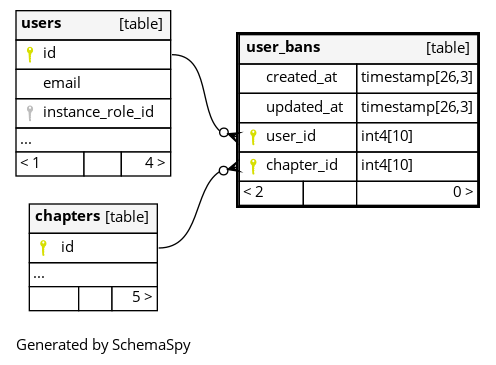 users [table]
id
email
instance_role_id
...
< 1 4 >
user_bans [table]
created_at timestamp[26,3]
updated_at timestamp[26,3]
user_id int4[10]
chapter_id int4[10]
< 2 0 >
chapters [table]
id
...
5 >
Generated by SchemaSpy